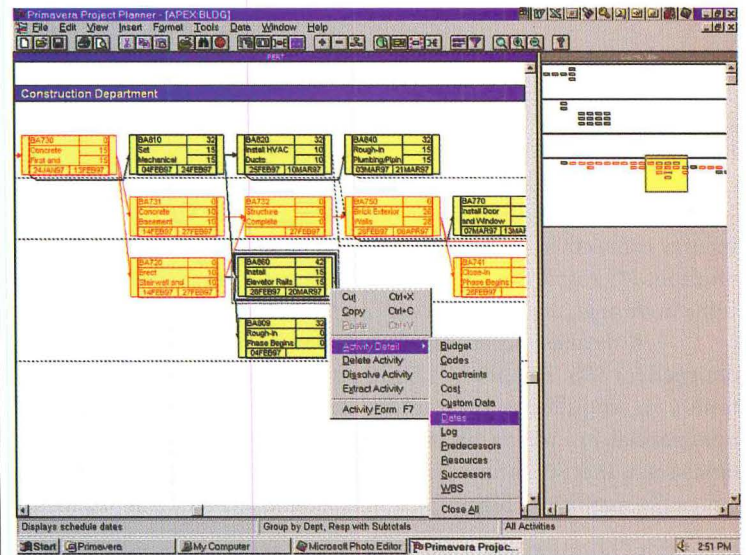 Primavera Project Planner - [APEX BLDG]
File Edit View Insert Format Tools Data Window Help
PERT
Construction Department
BA730 0
Concrete 15
First and 15
24JAN97 13FEB97
BA810 32
Set 15
Mechanical 15
04FEB97 24FEB97
BA820 32
Install HVAC 10
Ducts 10
25FEB97 10MAR97
BA840 32
Rough-in 15
Plumbing/Pipin 15
03MAR97 21MAR97
BA731 0
Concrete 10
Basement 10
14FEB97 27FEB97
BA732 0
Structure 0
Complete 0
27FEB97
BA750 0
Brick Exterior
Walls
28FEB97 08APR97
BA770
Install Door
and Window
07MAR97 13MAR
BA720 0
Erect 10
Stairwell and 10
14FEB97 27FEB97
BA860 42
Install 15
Elevator Rails 15
28FEB97 20MAR97
BA741
Close-in
Phase Begins
BA809 32
Rough-in 0
Phase Begins 0
04FEB97
Cut Ctrl+X
Copy Ctrl+C
Paste Ctrl+V
Activity Detail
Delete Activity
Dissolve Activity
Extract Activity
Activity Form F7
Budget
Codes
Constraints
Cost
Custom Data
Dates
Log
Predecessors
Resources
Successors
WBS
Close All
Displays schedule dates
Group by Dept, Resp with Subtotals
All Activities
Start
Primavera
My Computer
Microsoft Photo Editor
Primavera Projec...
2:51 PM